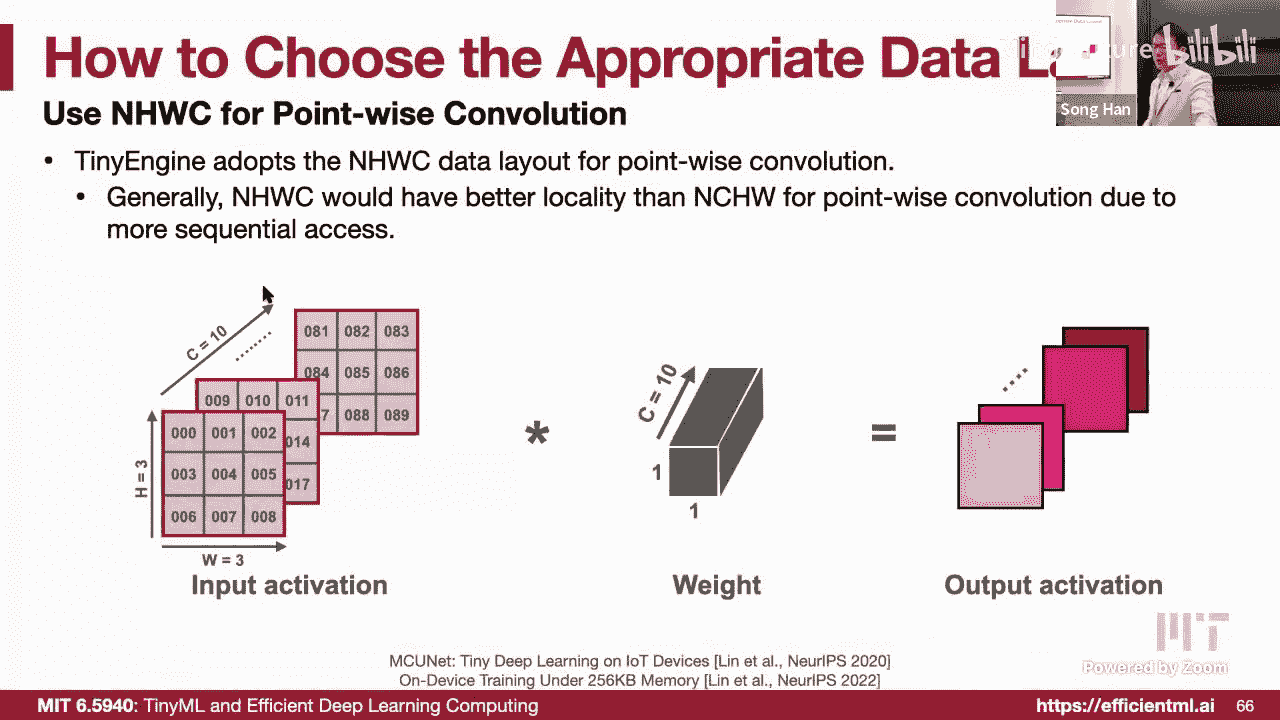 How to Choose the Appropriate Data
Song Han
Use NHWC for Point-wise Convolution
• TinyEngine adopts the NHWC data layout for point-wise convolution.
• Generally, NHWC would have better locality than NCHW for point-wise convolution due to
more sequential access.
C = 10
081 082 083
084 085 086
7 088 089
009 010 011
014
017
000 001 002
003 004 005
006 007 008
H = 3
W = 3
Input activation
*
C = 10
1
1
Weight
=
Output activation
MCUNet: Tiny Deep Learning on IoT Devices [Lin et al., NeurIPS 2020]
On-Device Training Under 256KB Memory [Lin et al., NeurIPS 2022]
MIT
Powered by Zoom
MIT 6.5940: TinyML and Efficient Deep Learning Computing
https://efficientml.ai 66
bilibili